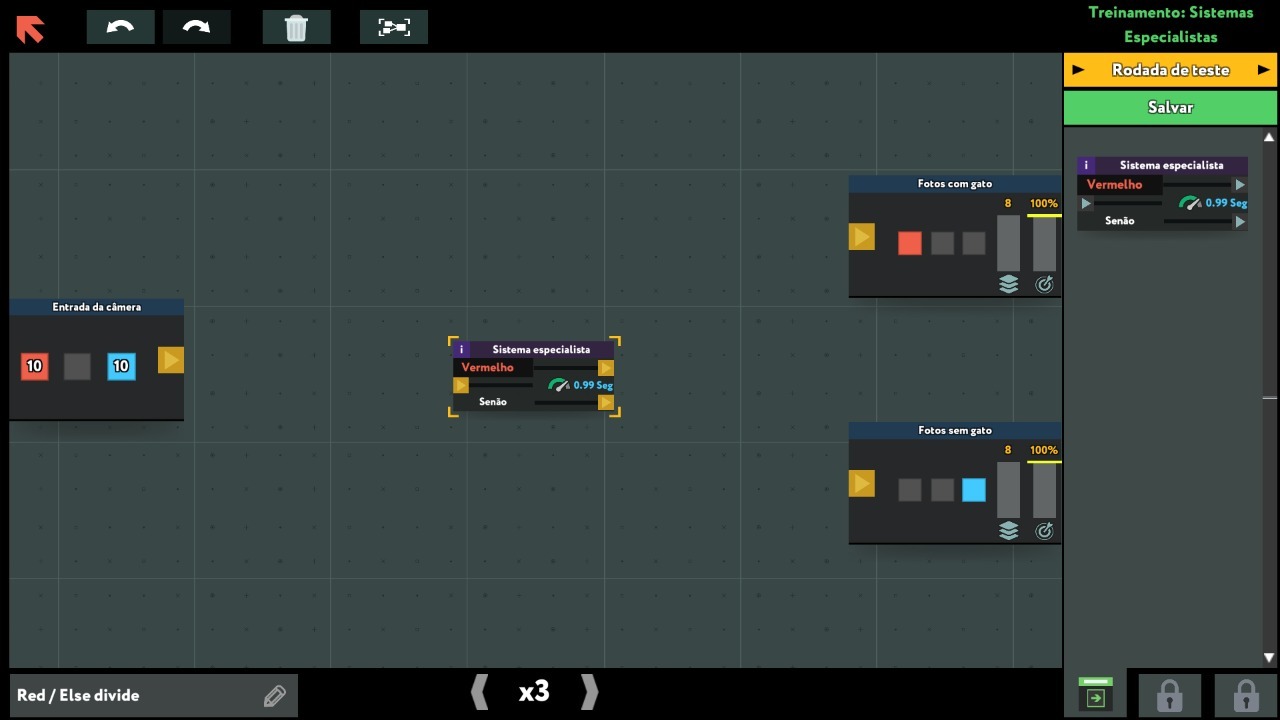 Treinamento: Sistemas
Especialistas
Rodada de teste
Salvar
i Sistema especialista
Vermelho
0.99 Seg
Senão
Fotos com gato
8 100%
Entrada da câmera
10 10
i Sistema especialista
Vermelho
0.99 Seg
Senão
Fotos sem gato
8 100%
Red / Else divide
x3